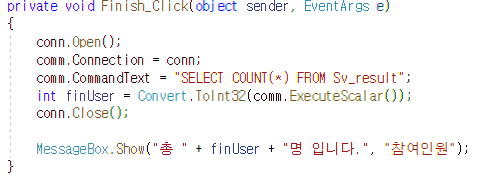 private void Finish_Click(object sender, EventArgs e)
{
conn.Open();
comm.Connection = conn;
comm.CommandText = "SELECT COUNT(*) FROM Sv_result";
int finUser = Convert.ToInt32(comm.ExecuteScalar());
conn.Close();
MessageBox.Show("총 " + finUser + "명 입니다.", "참여인원");
}